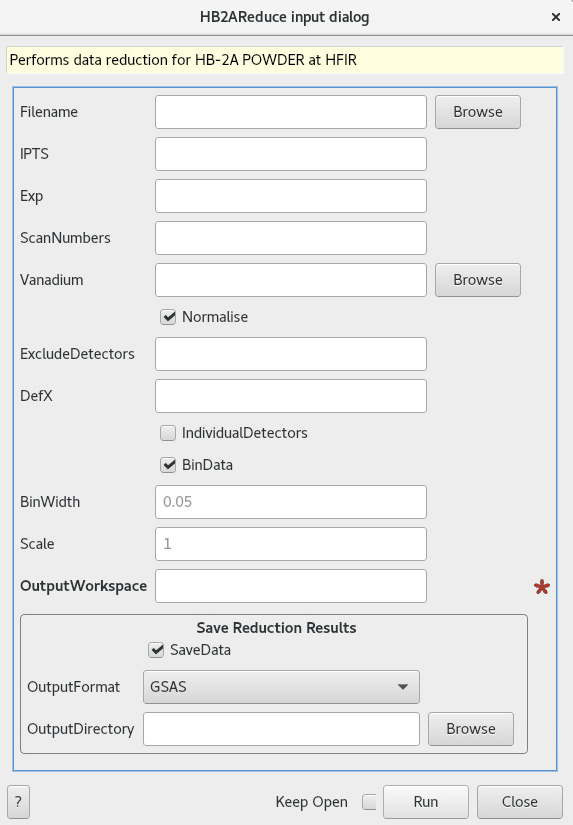 HB2AReduce input dialog ×
Performs data reduction for HB-2A POWDER at HFIR
Filename Browse
IPTS
Exp
ScanNumbers
Vanadium Browse
Normalise
ExcludeDetectors
DefX
IndividualDetectors
BinData
BinWidth 0.05
Scale 1
OutputWorkspace *
Save Reduction Results
SaveData
OutputFormat GSAS
OutputDirectory Browse
? Keep Open Run Close